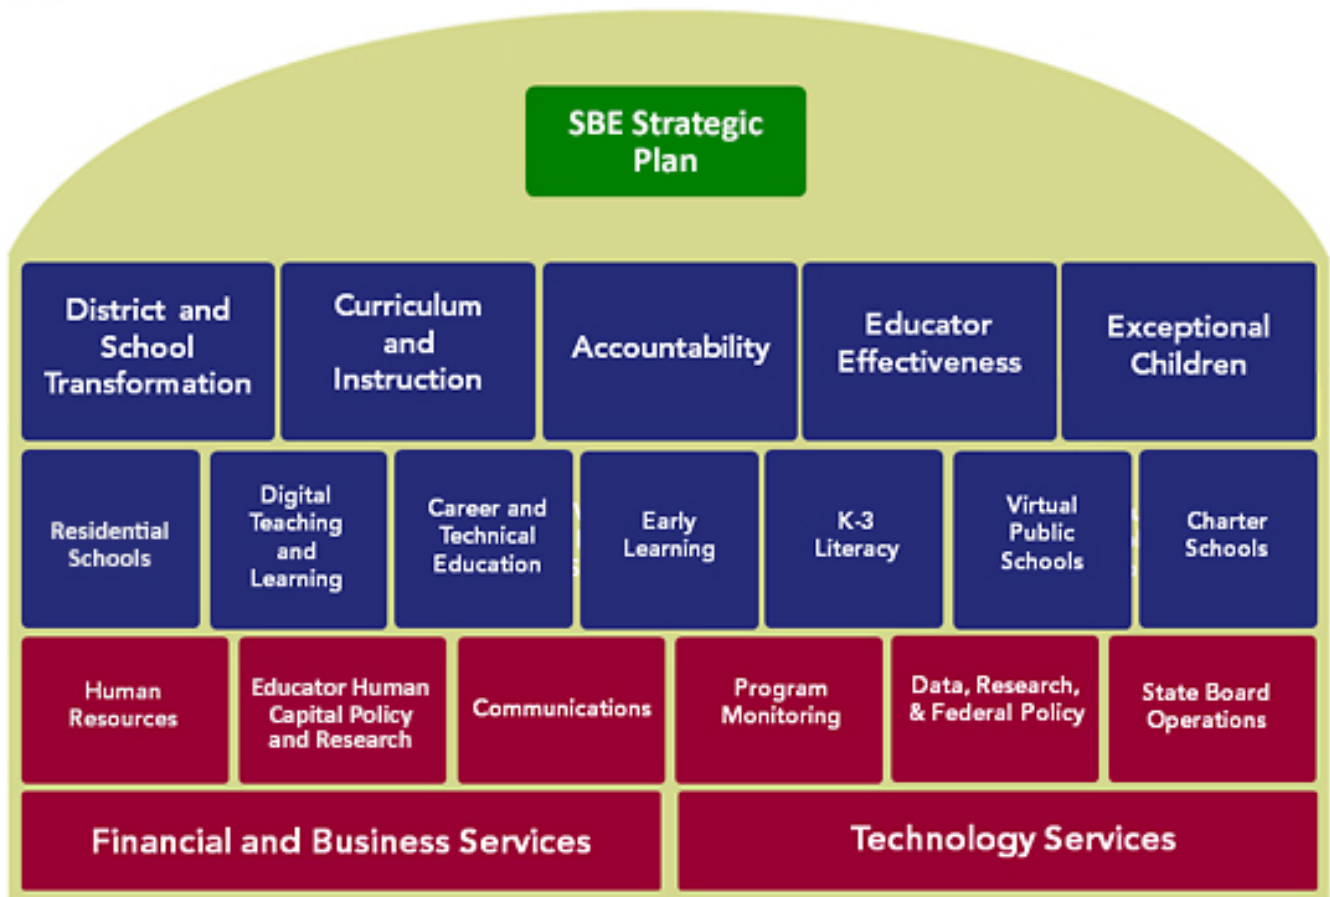 SBE Strategic
Plan
District and
School
Transformation
Curriculum
and
Instruction
Accountability
Educator
Effectiveness
Exceptional
Children
Residential
Schools
Digital
Teaching
and
Learning
Career and
Technical
Education
Early
Learning
K-3
Literacy
Virtual
Public
Schools
Charter
Schools
Human
Resources
Educator Human
Capital Policy
and Research
Communications
Program
Monitoring
Data, Research,
& Federal Policy
State Board
Operations
Financial and Business Services
Technology Services